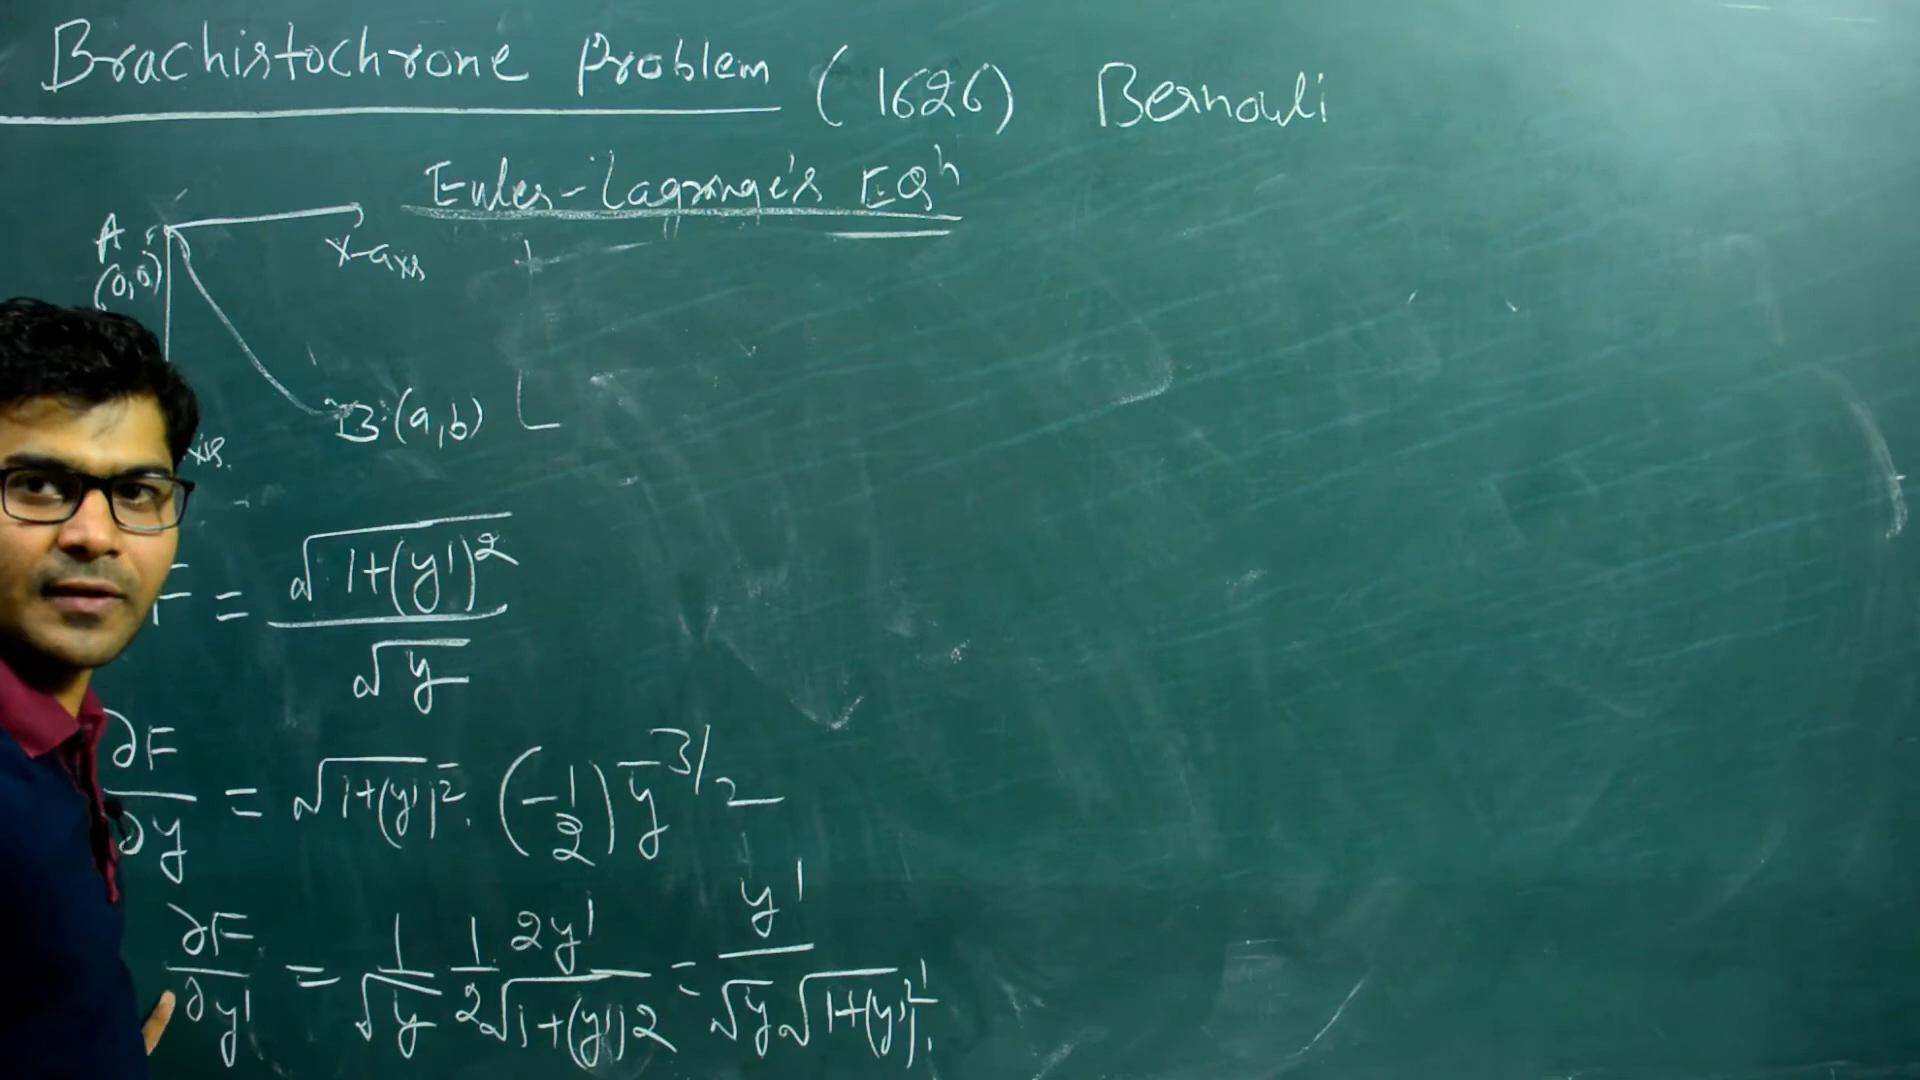 Brachistochrone Problem (1626) Bernouli
Euler-Lagrange's EQn
A
(0,0)
x-axis
B(a,b)
xis.
F = √(1+(y')2) / √y
∂F/∂y = √(1+(y')2) . (-1/2) y-3/2
∂F/∂y' = 1/√y 1/2 2y'/√(1+(y')2) = y' / √y √(1+(y')2).